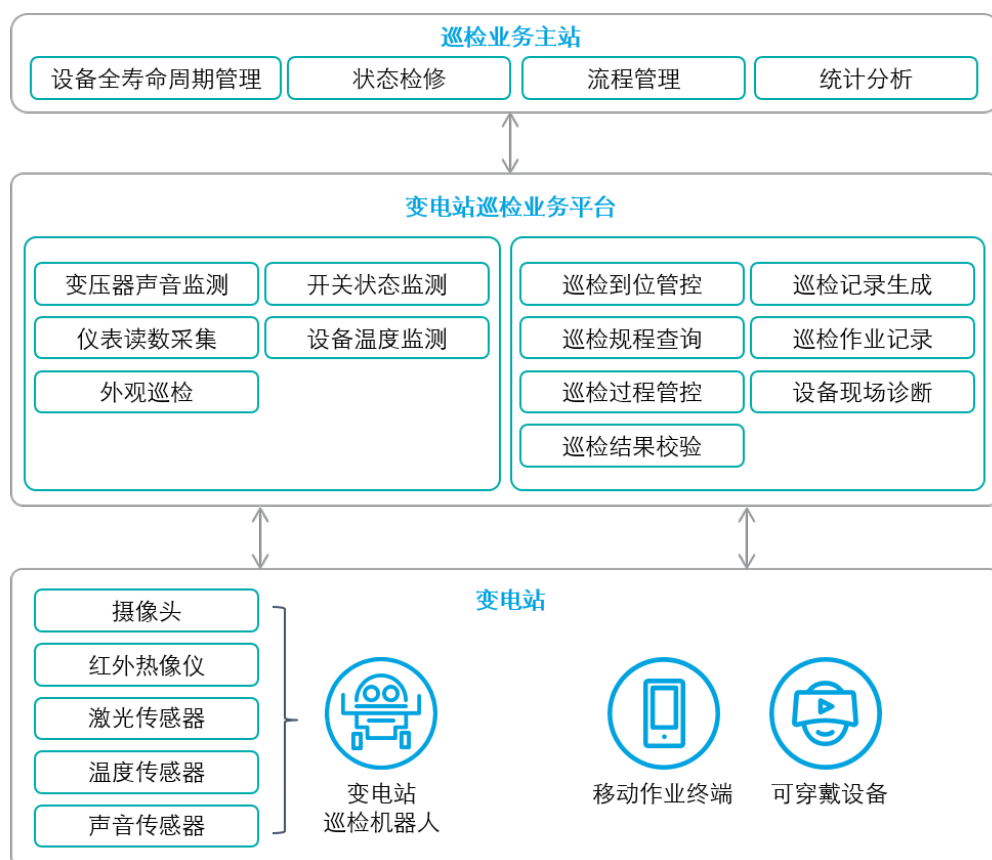 巡检业务主站
设备全寿命周期管理
状态检修
流程管理
统计分析
变电站巡检业务平台
变压器声音监测
开关状态监测
仪表读数采集
设备温度监测
外观巡检
巡检到位管控
巡检记录生成
巡检规程查询
巡检作业记录
巡检过程管控
设备现场诊断
巡检结果校验
变电站
摄像头
红外热像仪
激光传感器
温度传感器
声音传感器
变电站
巡检机器人
移动作业终端
可穿戴设备